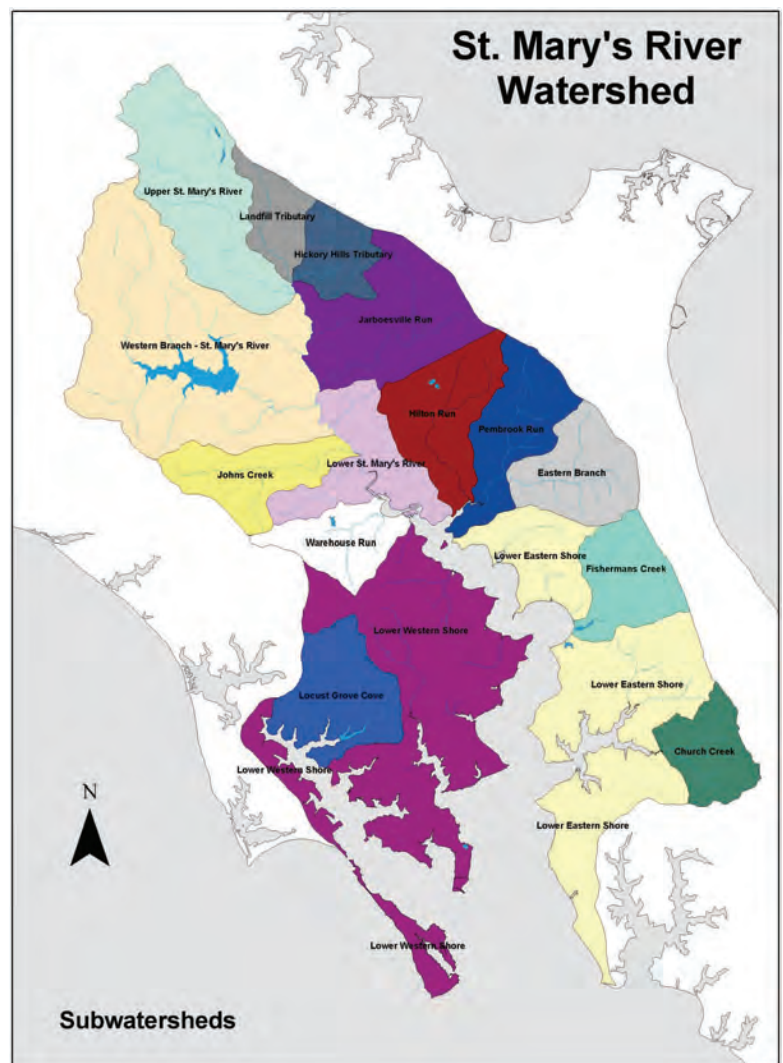 St. Mary's River
Watershed
Upper St. Mary's River
Landfill Tributary
Hickory Hills Tributary
Jarboesville Run
Western Branch - St. Mary's River
Hilton Run
Pembrook Run
Johns Creek
Lower St. Mary's River
Eastern Branch
Warehouse Run
Lower Eastern Shore
Fishermans Creek
Lower Western Shore
Lower Eastern Shore
Locust Grove Cove
Church Creek
Lower Western Shore
N
Lower Eastern Shore
Lower Western Shore
Subwatersheds